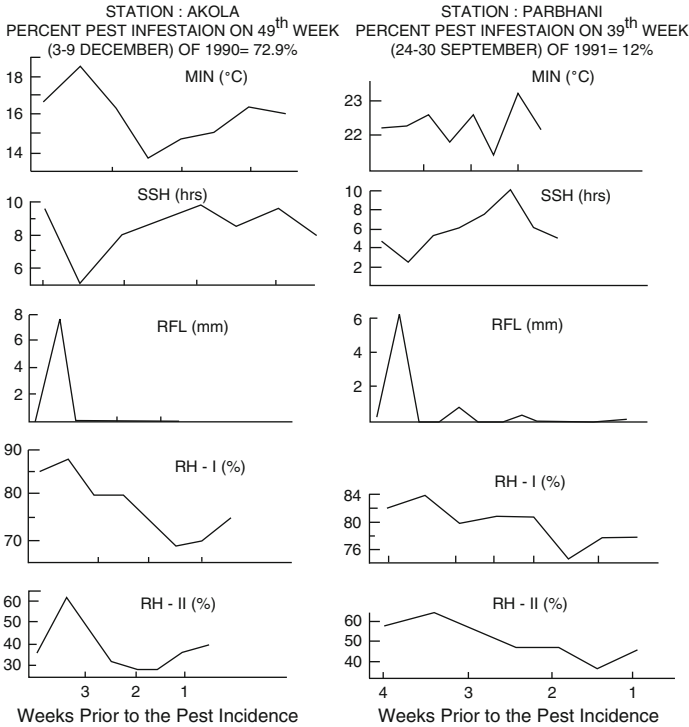 STATION : AKOLA
PERCENT PEST INFESTAION ON 49th WEEK
(3-9 DECEMBER) OF 1990= 72.9%
MIN (°C)
18
16
14
SSH (hrs)
10
8
6
RFL (mm)
8
6
4
2
RH - I (%)
90
80
70
RH - II (%)
60
50
40
30
3 2 1
Weeks Prior to the Pest Incidence
STATION : PARBHANI
PERCENT PEST INFESTAION ON 39th WEEK
(24-30 SEPTEMBER) OF 1991= 12%
MIN (°C)
23
22
SSH (hrs)
10
8
6
4
2
RFL (mm)
6
4
2
RH - I (%)
84
80
76
RH - II (%)
60
50
40
4 3 2 1
Weeks Prior to the Pest Incidence